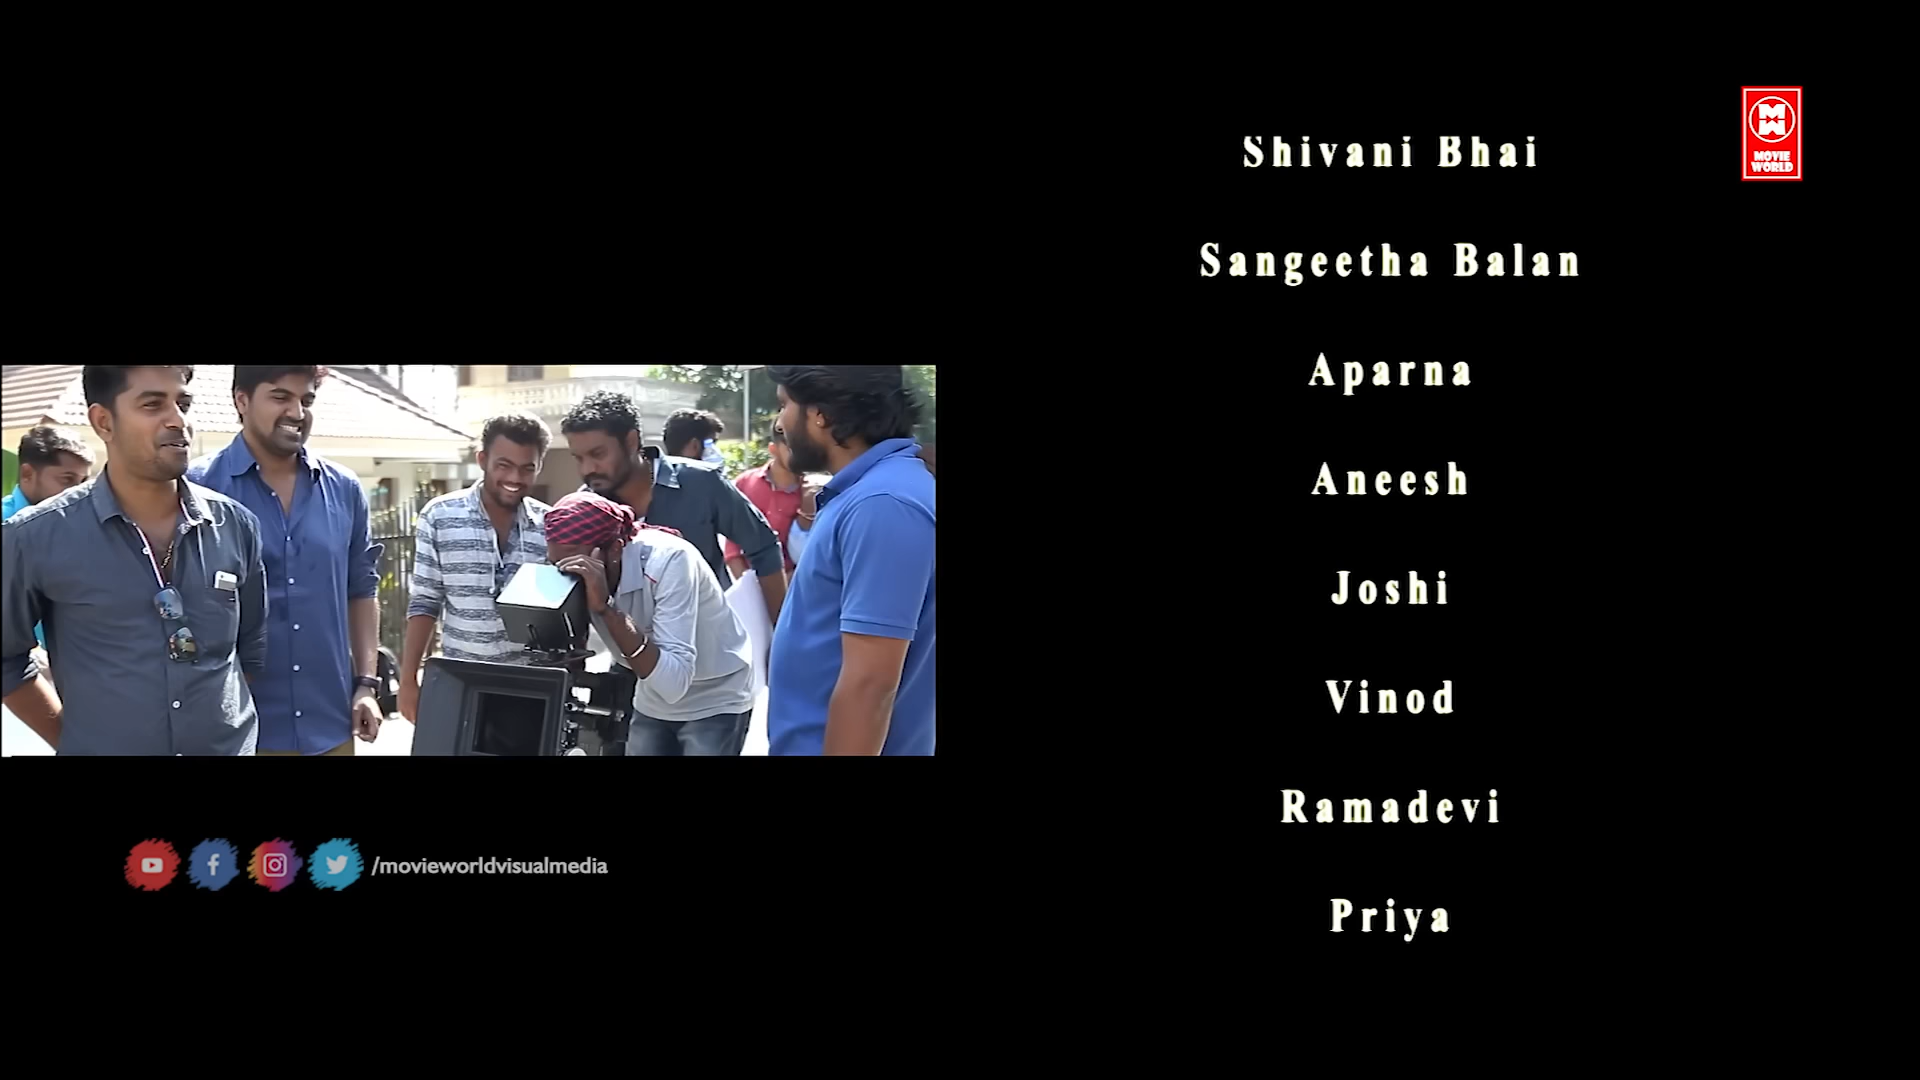 MOVIE
WORLD
Shivani Bhai
Sangeetha Balan
Aparna
Aneesh
Joshi
Vinod
Ramadevi
Priya
/movieworldvisualmedia